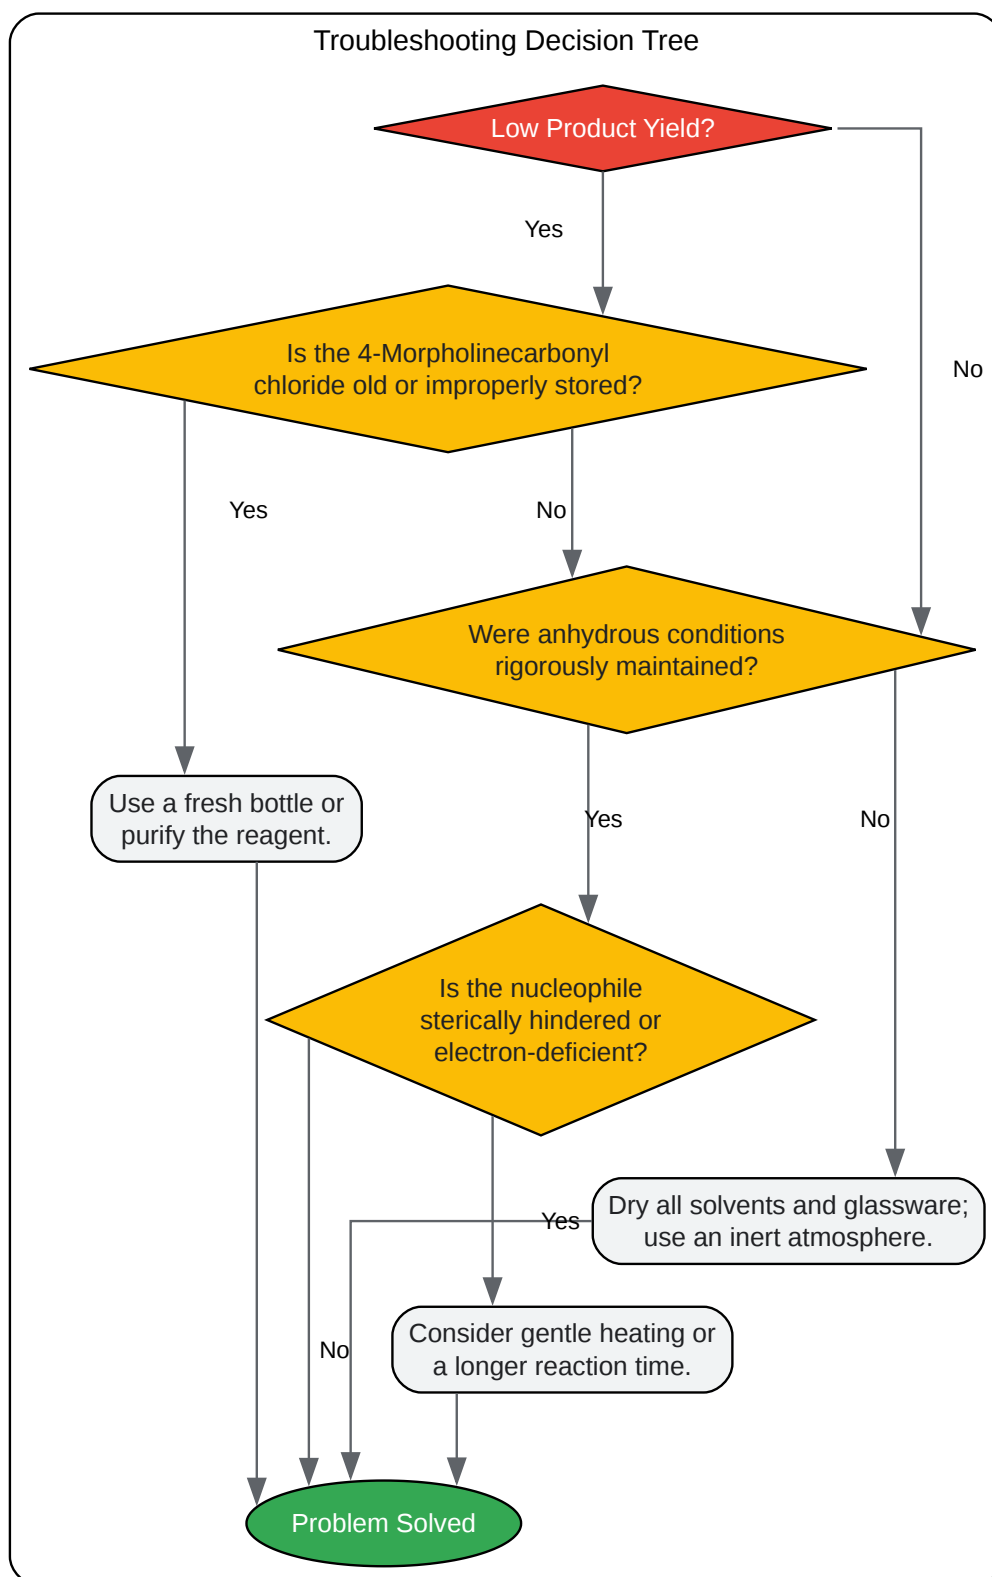 Troubleshooting Decision Tree
Low Product Yield?
Yes
No
Is the 4-Morpholinecarbonyl
chloride old or improperly stored?
Yes
No
Were anhydrous conditions
rigorously maintained?
Use a fresh bottle or
purify the reagent.
Yes
No
Is the nucleophile
sterically hindered or
electron-deficient?
Yes
Dry all solvents and glassware;
use an inert atmosphere.
No
Consider gentle heating or
a longer reaction time.
Problem Solved